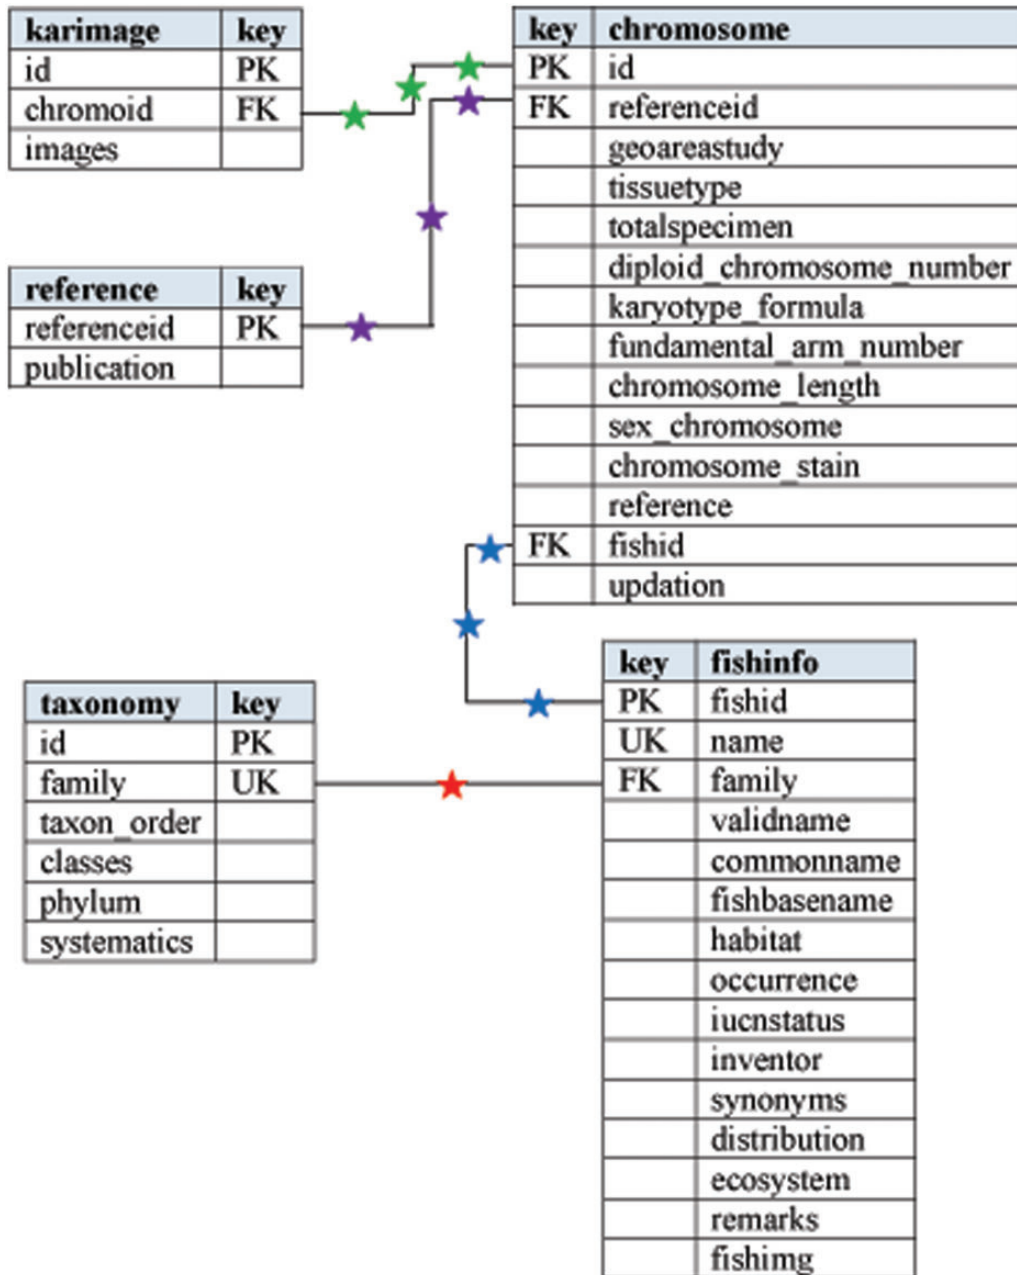 karimage key
id PK
chromoid FK
images
key chromosome
PK id
FK referenceid
geoareastudy
tissuetype
totalspecimen
diploid_chromosome_number
karyotype_formula
fundamental_arm_number
chromosome_length
sex_chromosome
chromosome_stain
reference
FK fishid
updation
reference key
referenceid PK
publication
taxonomy key
id PK
family UK
taxon_order
classes
phylum
systematics
key fishinfo
PK fishid
UK name
FK family
validname
commonname
fishbasename
habitat
occurrence
iucnstatus
inventor
synonyms
distribution
ecosystem
remarks
fishimg